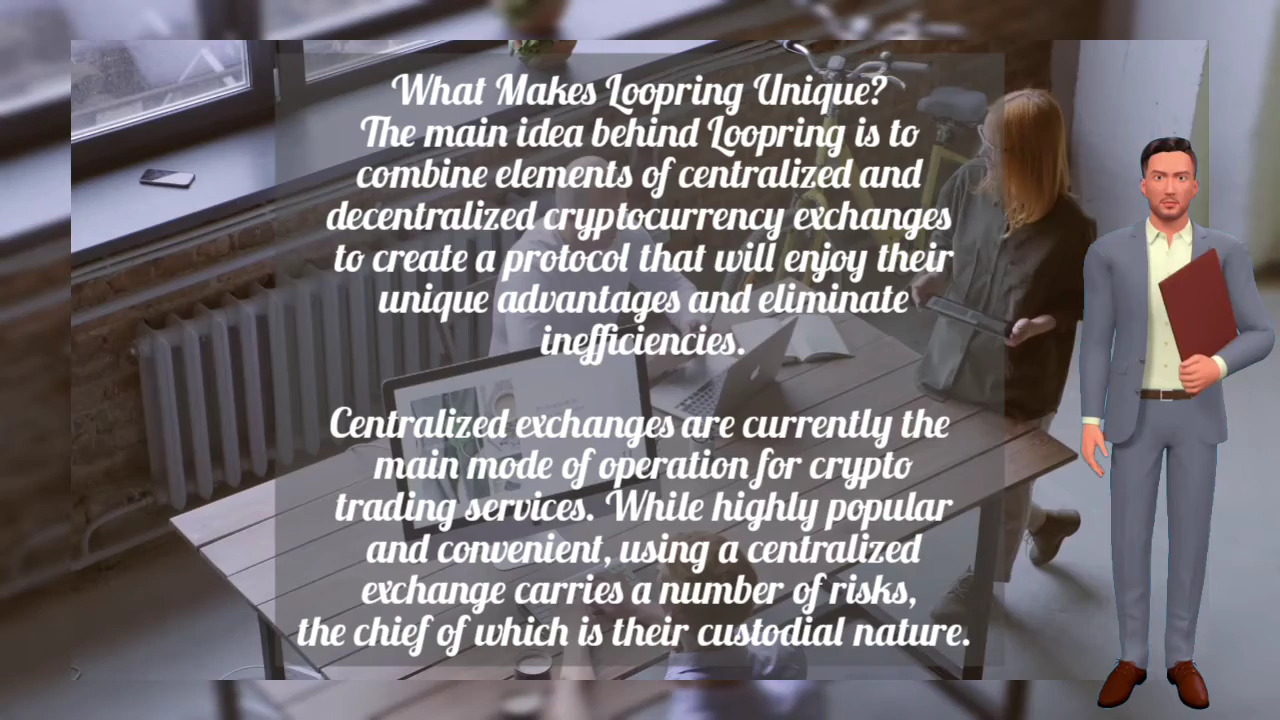 What Makes Loopring Unique?
The main idea behind Loopring is to
combine elements of centralized and
decentralized cryptocurrency exchanges
to create a protocol that will enjoy their
unique advantages and eliminate
inefficiencies.
Centralized exchanges are currently the
main mode of operation for crypto
trading services. While highly popular
and convenient, using a centralized
exchange carries a number of risks,
the chief of which is their custodial nature.